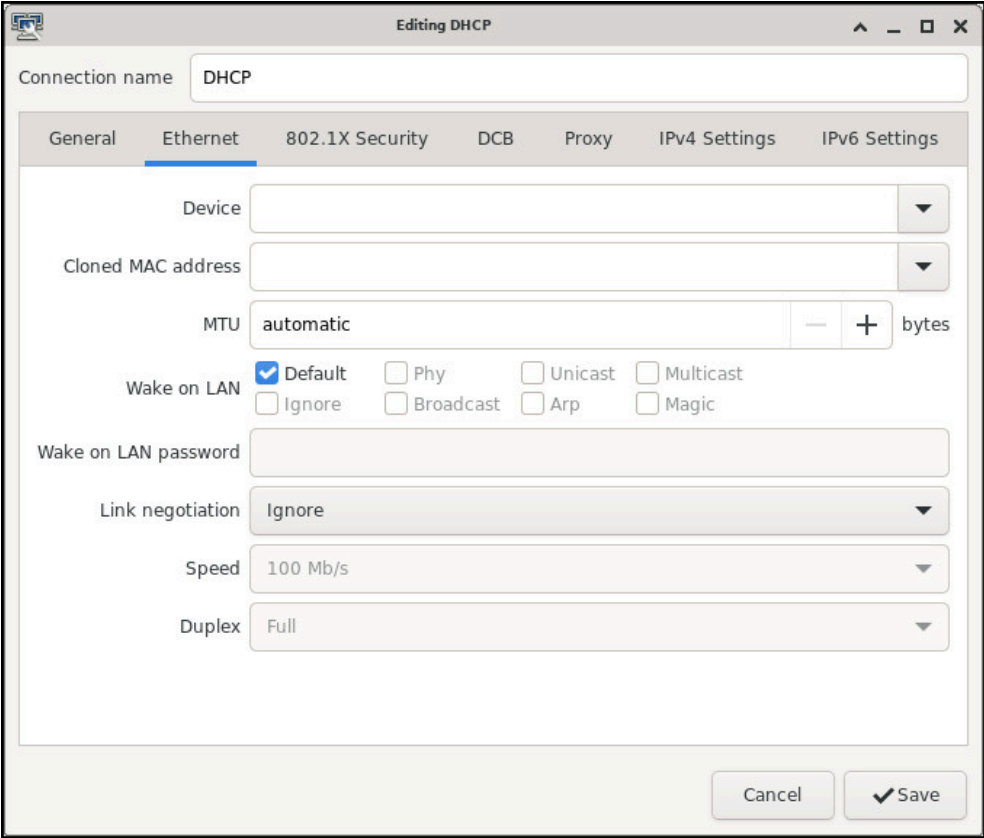 Editing DHCP
Connection name DHCP
General Ethernet 802.1X Security DCB Proxy IPv4 Settings IPv6 Settings
Device
Cloned MAC address
MTU automatic bytes
Wake on LAN
Default Phy Unicast Multicast
Ignore Broadcast Arp Magic
Wake on LAN password
Link negotiation Ignore
Speed 100 Mb/s
Duplex Full
Cancel Save